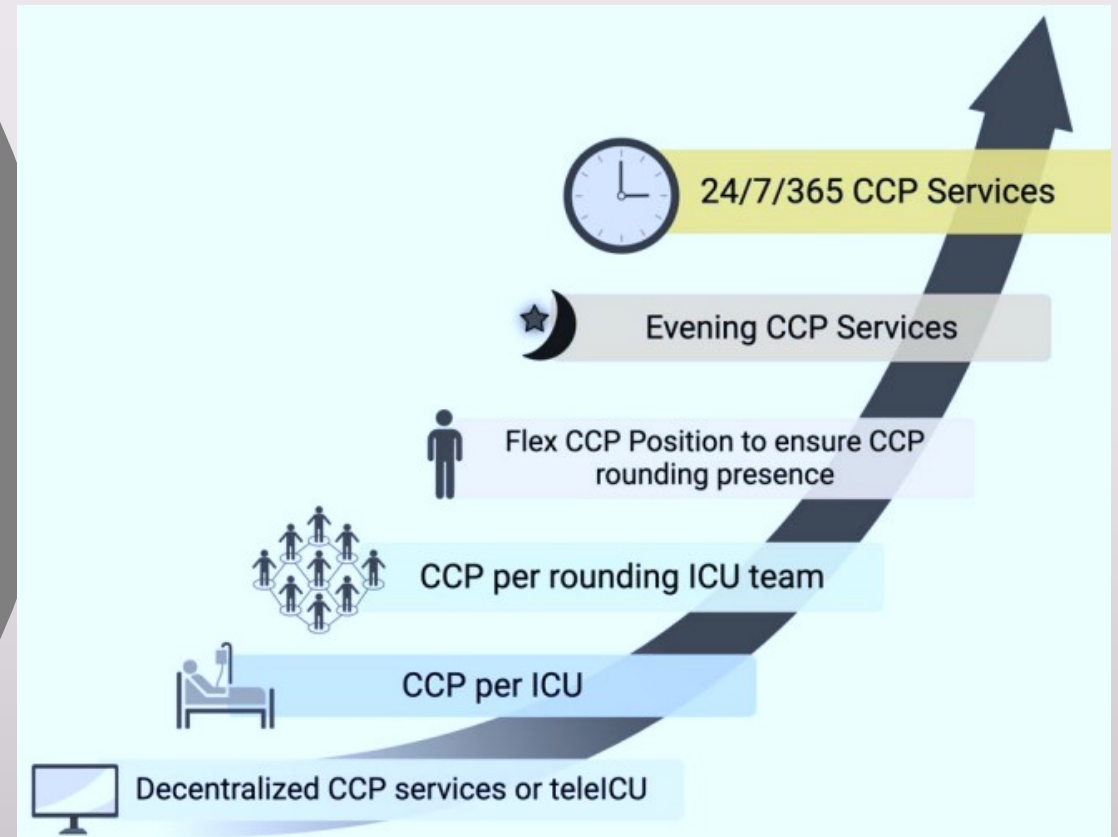 24/7/365 CCP Services
Evening CCP Services
Flex CCP Position to ensure CCP
rounding presence
CCP per rounding ICU team
CCP per ICU
Decentralized CCP services or teleICU